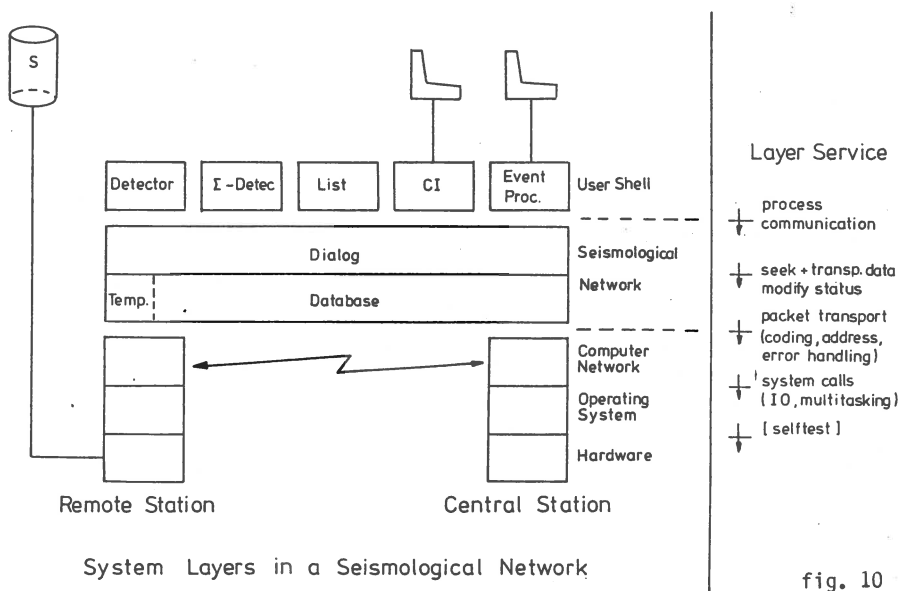 S
Detector
Σ-Detec
List
CI
Event
Proc.
User Shell
Dialog
Seismological
Temp.
Database
Network
Computer
Network
Operating
System
Hardware
Remote Station
Central Station
System Layers in a Seismological Network
Layer Service
process
communication
seek + transp. data
modify status
packet transport
(coding, address,
error handling)
system calls
(IO, multitasking)
[selftest]
fig. 10